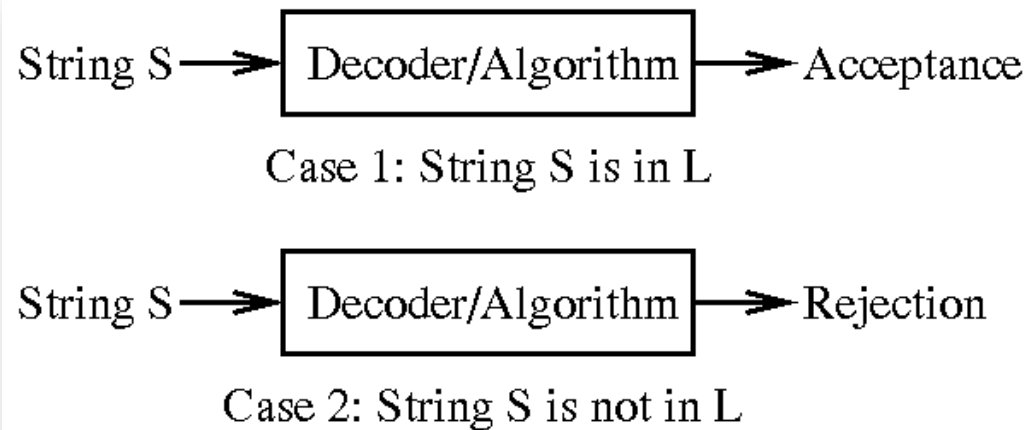 String S Decoder/Algorithm Acceptance
Case 1: String S is in L
String S Decoder/Algorithm Rejection
Case 2: String S is not in L